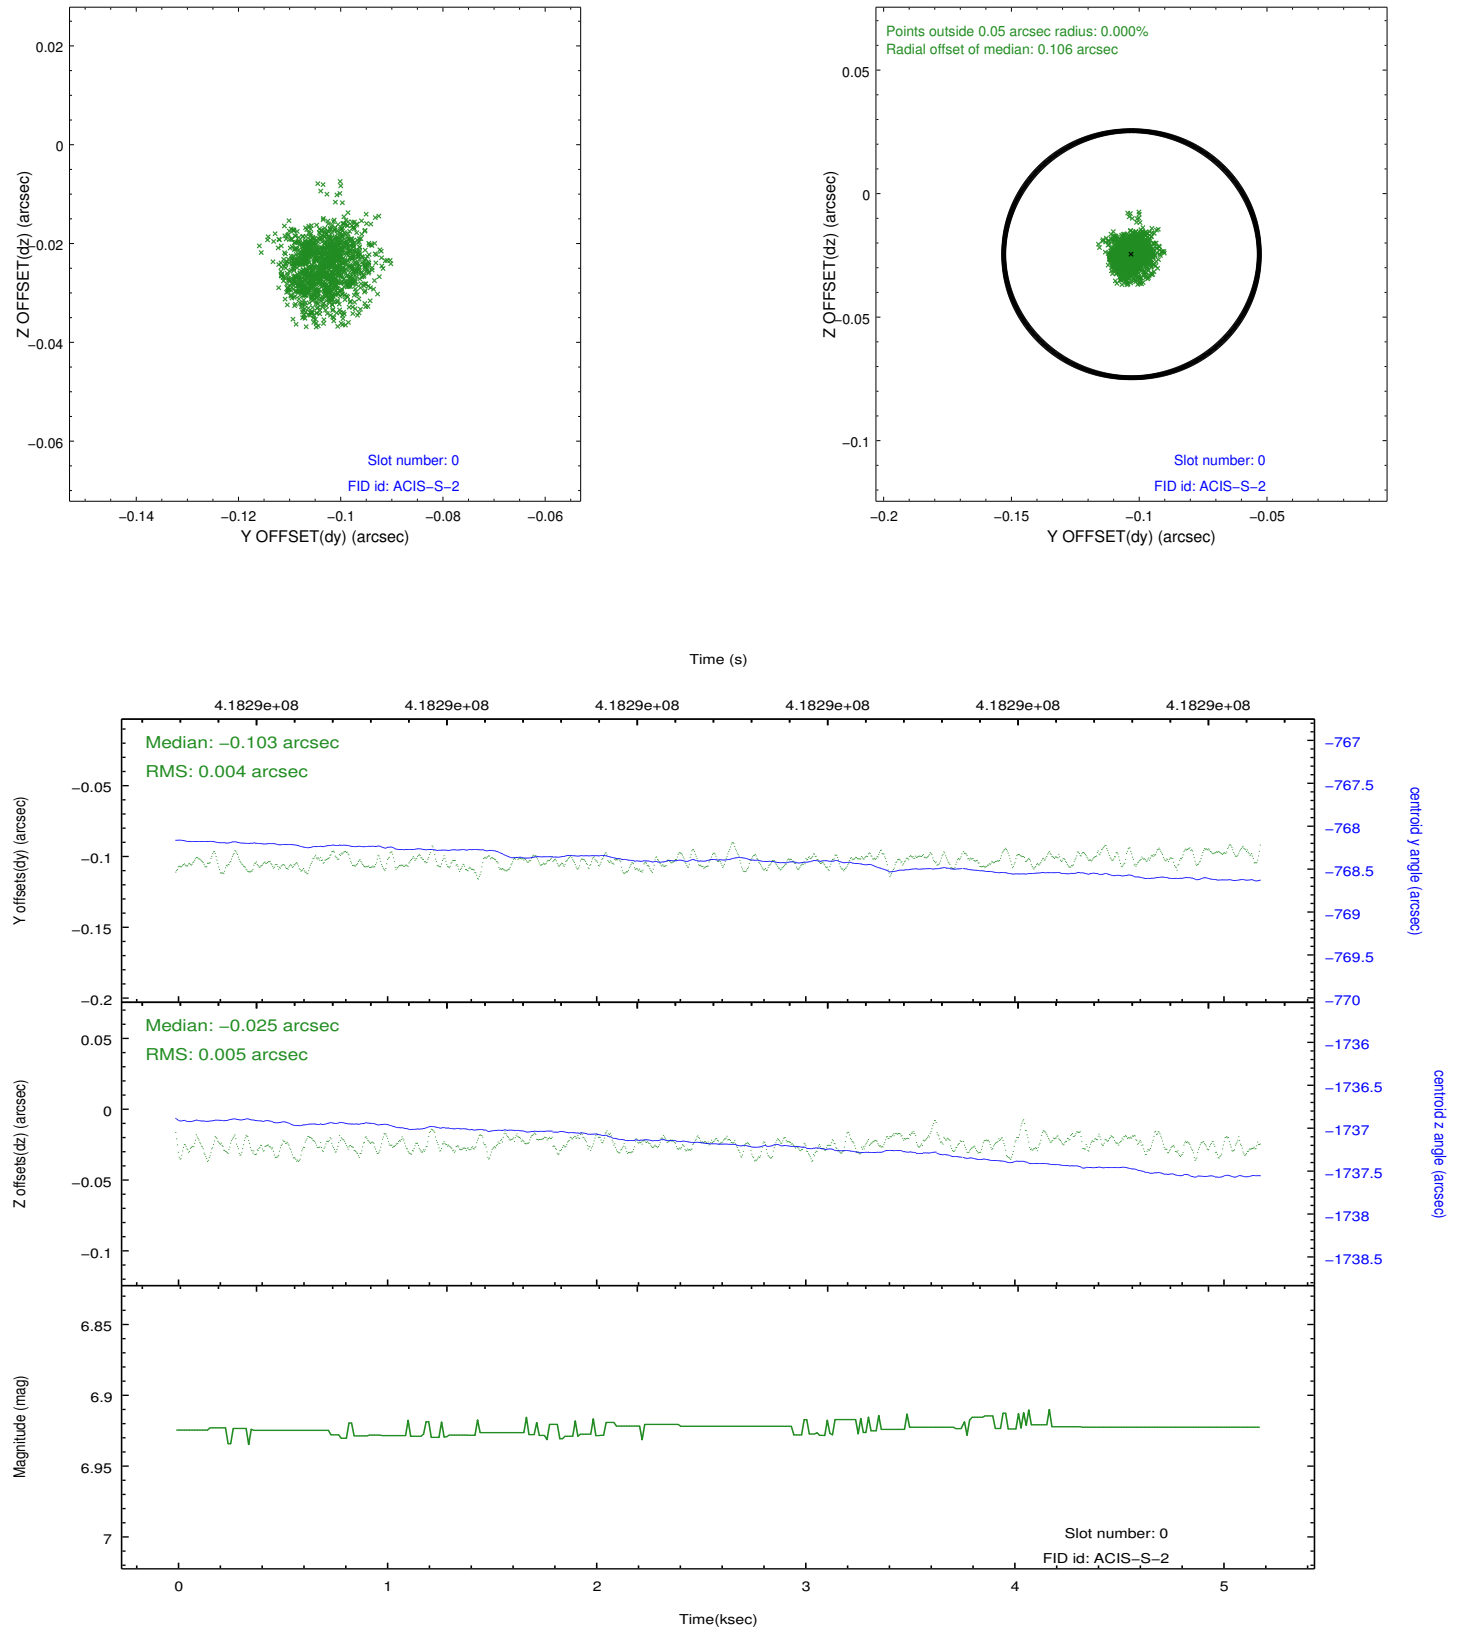 0.02
0
−0.02
−0.04
−0.06
Z OFFSET(dz) (arcsec)
Slot number: 0
FID id: ACIS−S−2
−0.14
−0.12
−0.1
−0.08
−0.06
Y OFFSET(dy) (arcsec)
Points outside 0.05 arcsec radius: 0.000%
Radial offset of median: 0.106 arcsec
0.05
0
−0.05
−0.1
Z OFFSET(dz) (arcsec)
Slot number: 0
FID id: ACIS−S−2
−0.2
−0.15
−0.1
−0.05
Y OFFSET(dy) (arcsec)
Time (s)
4.1829e+08
4.1829e+08
4.1829e+08
4.1829e+08
4.1829e+08
4.1829e+08
Median: −0.103 arcsec
RMS: 0.004 arcsec
−0.05
−0.1
−0.15
−0.2
Y offsets(dy) (arcsec)
−767
−767.5
−768
−768.5
−769
−769.5
−770
centroid y angle (arcsec)
Median: −0.025 arcsec
RMS: 0.005 arcsec
0.05
0
−0.05
−0.1
Z offsets(dz) (arcsec)
−1736
−1736.5
−1737
−1737.5
−1738
−1738.5
centroid z angle (arcsec)
6.85
6.9
6.95
7
Magnitude (mag)
Slot number: 0
FID id: ACIS−S−2
0
1
2
3
4
5
Time(ksec)